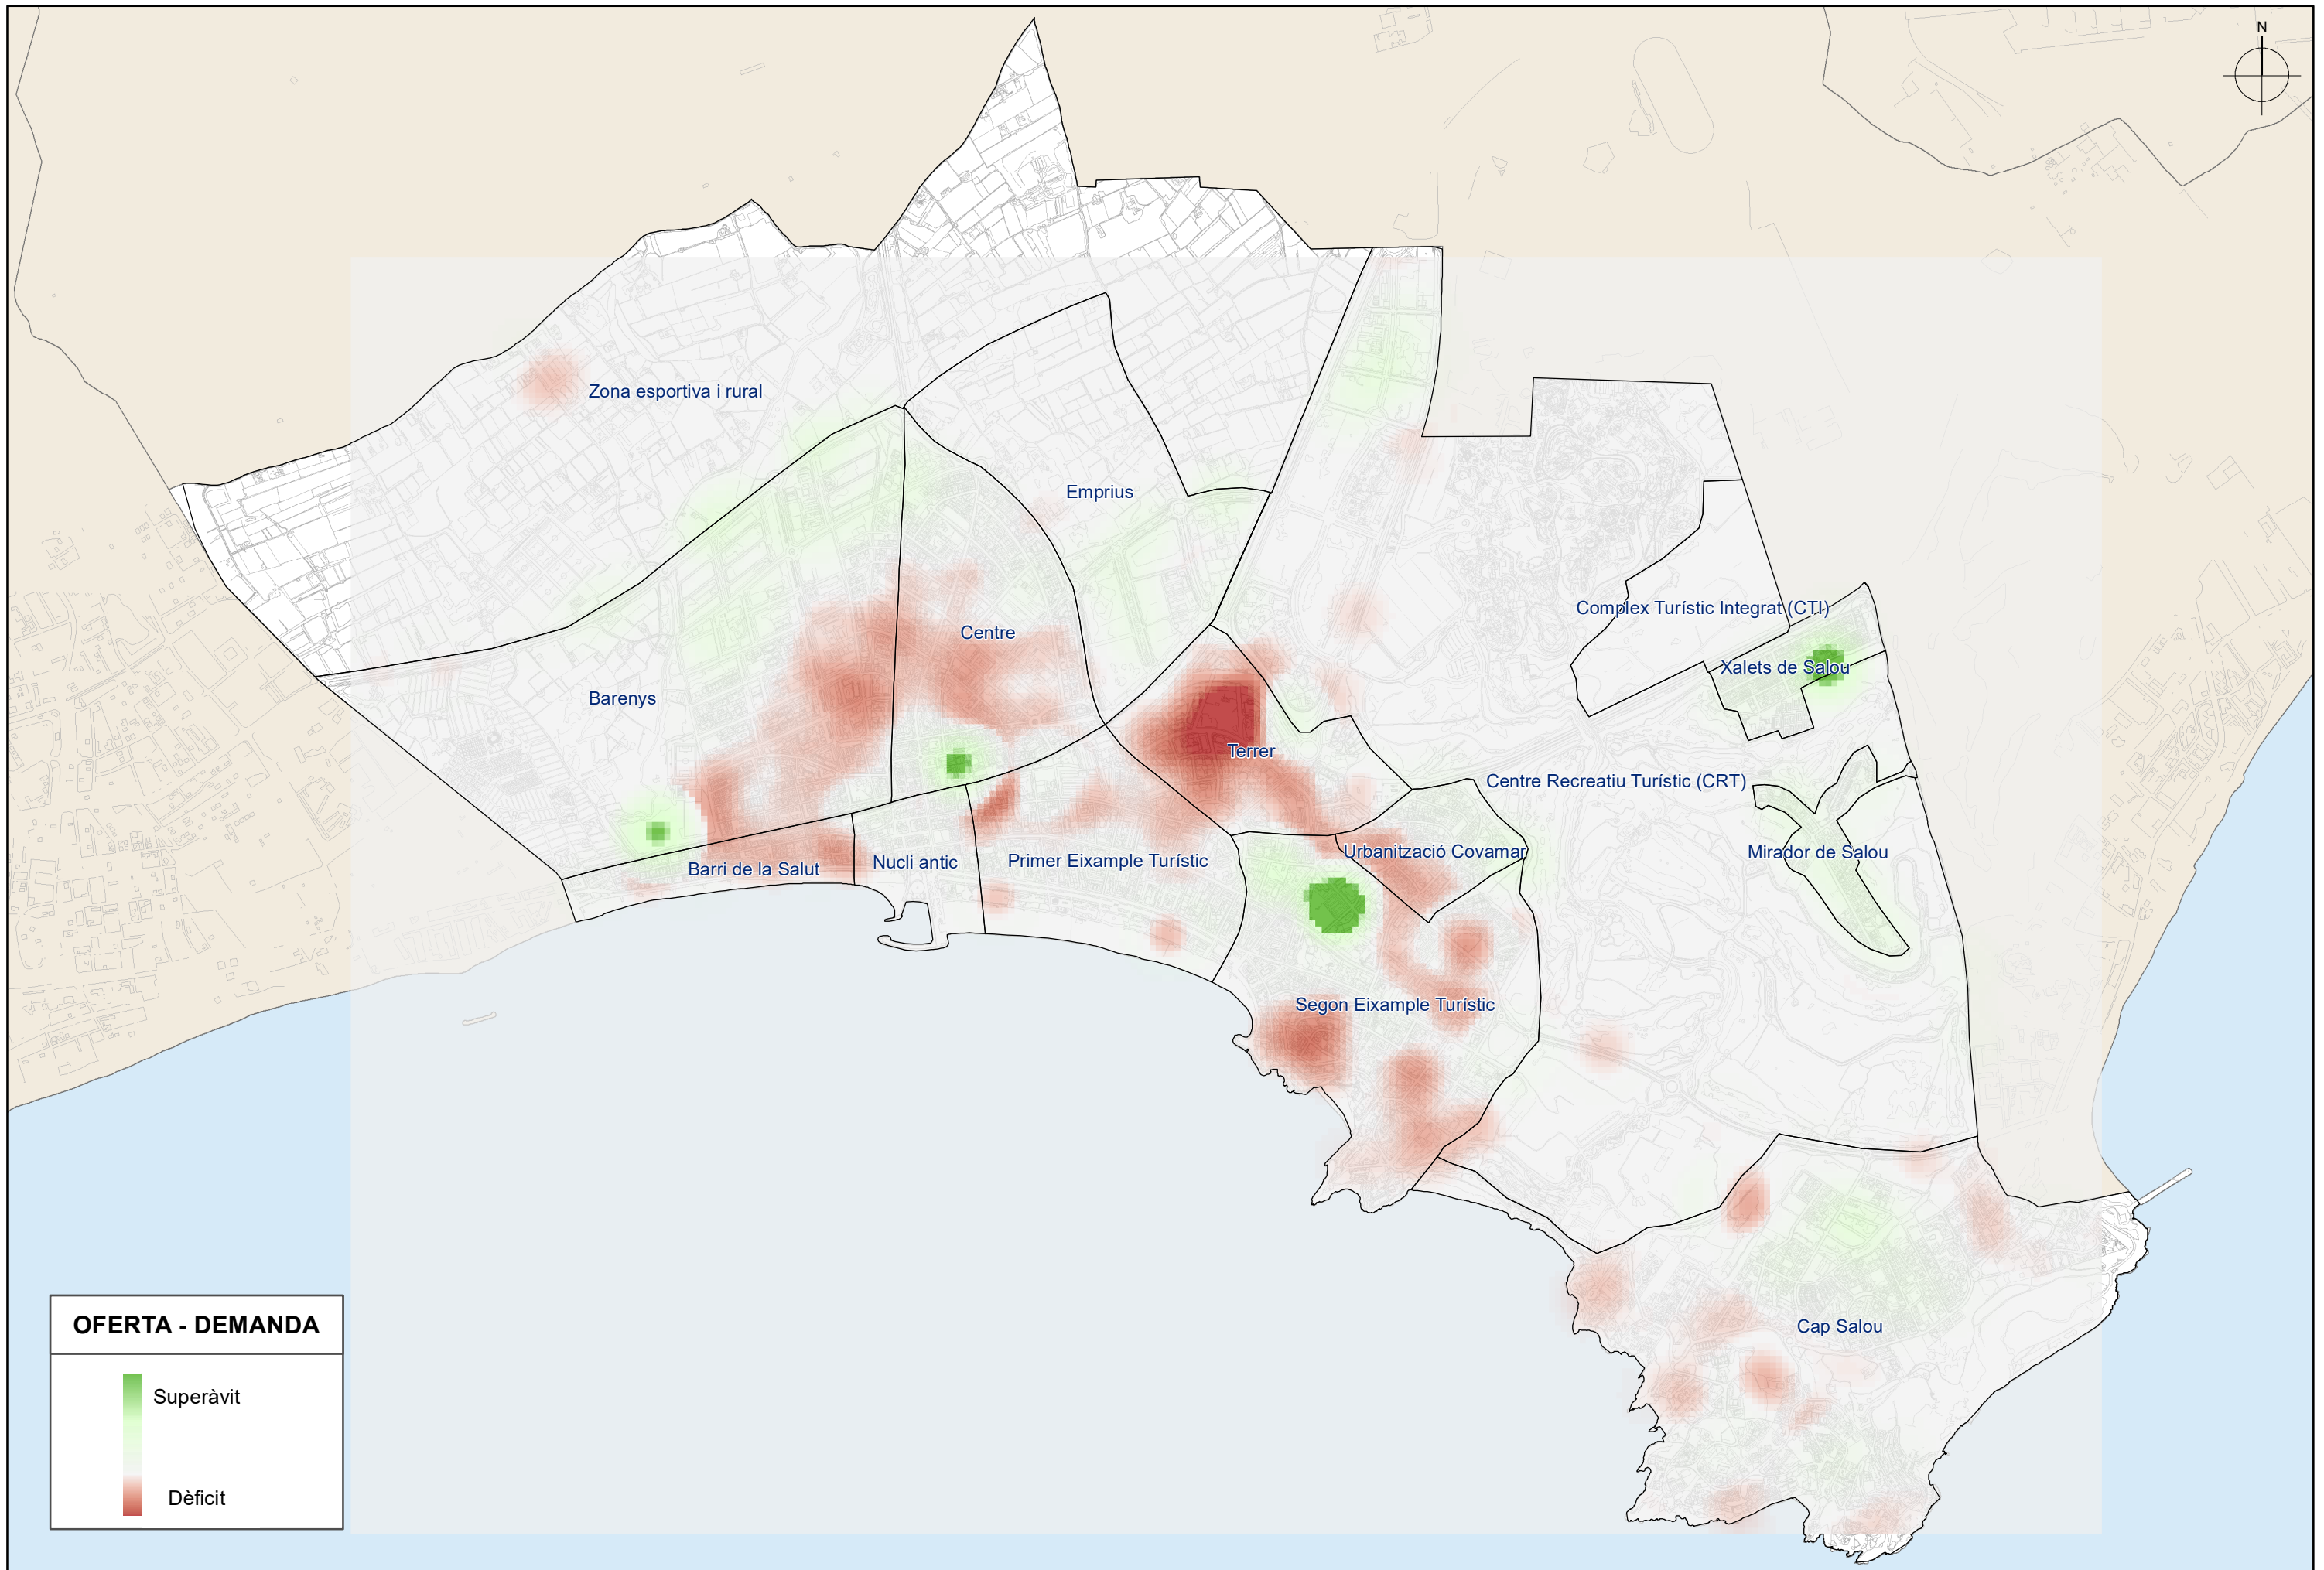 N
Zona esportiva i rural
Emprius
Complex Turístic Integrat (CTI)
Centre
Xalets de Salou
Barenys
Terrer
Centre Recreatiu Turístic (CRT)
Urbanització Covamar
Mirador de Salou
Primer Eixample Turístic
Nucli antic
Barri de la Salut
Segon Eixample Turístic
Cap Salou
OFERTA - DEMANDA
Superàvit
Dèficit